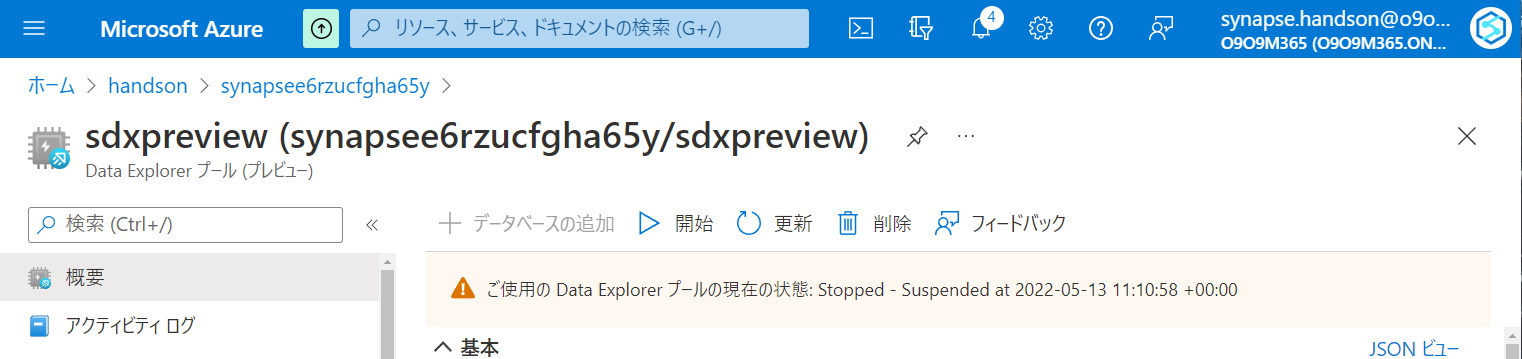 Microsoft Azure
リソース、サービス、ドキュメントの検索 (G+/)
4
synapse.handson@o9o...
O9O9M365 (O9O9M365.ON...
ホーム > handson > synapsee6rzucfgha65y >
sdxpreview (synapsee6rzucfgha65y/sdxpreview) ...
Data Explorer プール (プレビュー)
検索 (Ctrl+/) «
データベースの追加 開始 更新 削除 フィードバック
概要
ご使用の Data Explorer プールの現在の状態: Stopped - Suspended at 2022-05-13 11:10:58 +00:00
アクティビティ ログ
基本
JSON ビュー